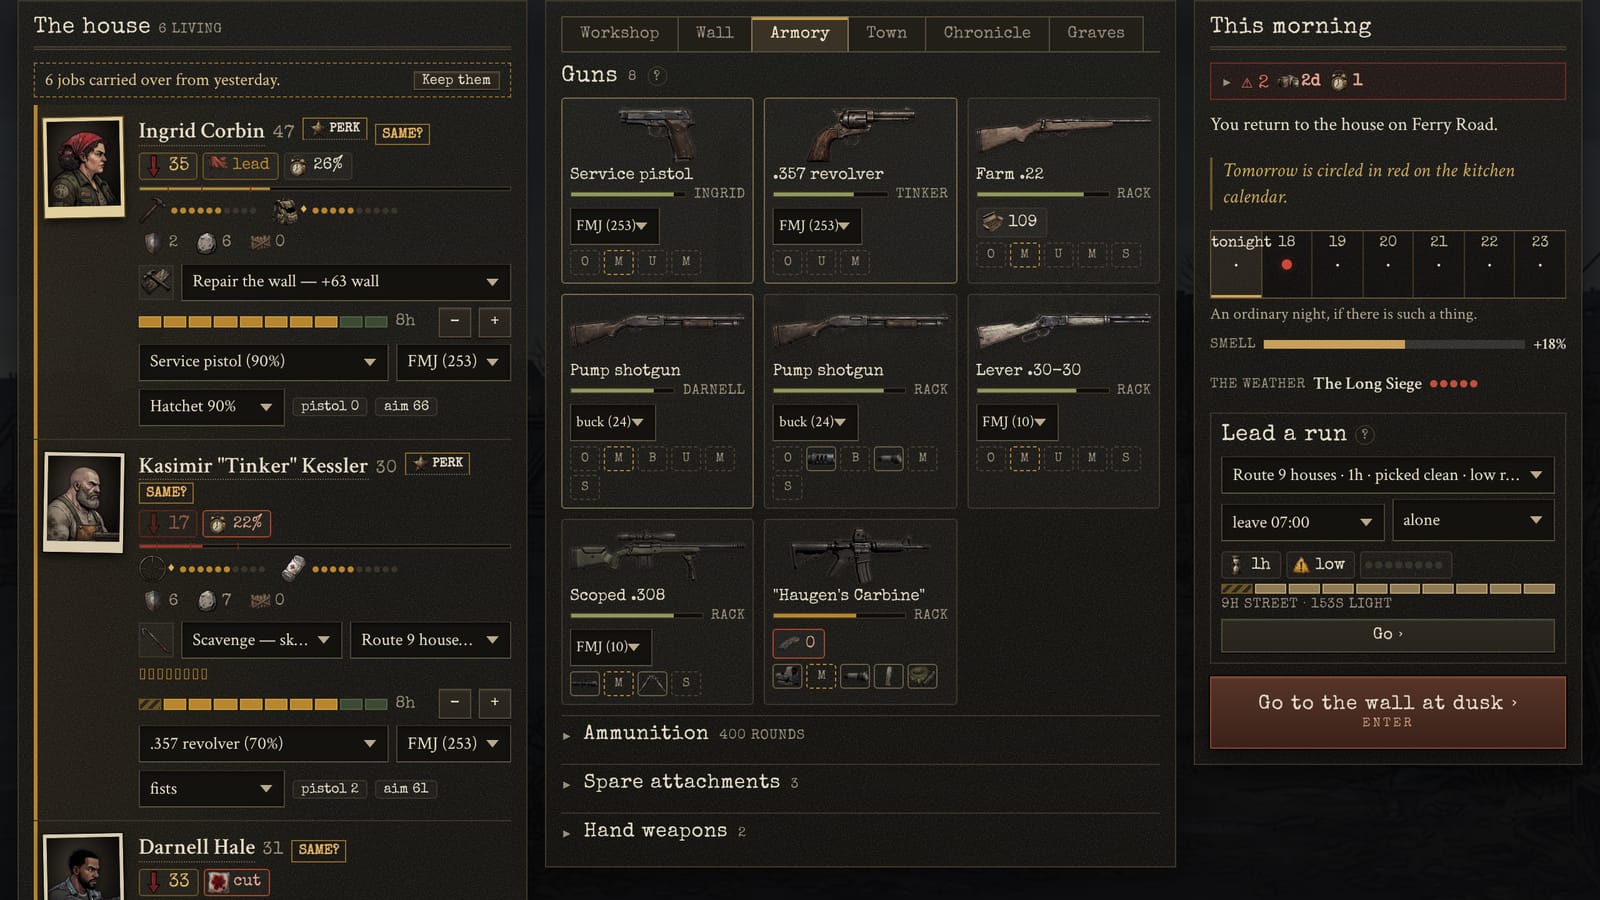 The house 6 LIVING
6 jobs carried over from yesterday.
Keep them
Ingrid Corbin 47 PERK SAME?
35 lead 26%
2 6 0
Repair the wall — +63 wall
8h − +
Service pistol (90%) FMJ (253)
Hatchet 90% pistol 0 aim 66
Kasimir "Tinker" Kessler 30 PERK
SAME?
17 22%
6 7 0
Scavenge — sk... Route 9 house...
8h − +
.357 revolver (70%) FMJ (253)
fists pistol 2 aim 61
Darnell Hale 31 SAME?
33 cut
Workshop Wall Armory Town Chronicle Graves
Guns 8 ?
Service pistol
INGRID
FMJ (253)
O M U M
.357 revolver
TINKER
FMJ (253)
O U M
Farm .22
RACK
109
O M U M S
Pump shotgun
DARNELL
buck (24)
O M B U M
S
Pump shotgun
RACK
buck (24)
O B M
S
Lever .30-30
RACK
FMJ (10)
O M U M S
Scoped .308
RACK
FMJ (10)
M S
"Haugen's Carbine"
RACK
0
M
Ammunition 400 ROUNDS
Spare attachments 3
Hand weapons 2
This morning
2 2d 1
You return to the house on Ferry Road.
Tomorrow is circled in red on the kitchen
calendar.
tonight 18 19 20 21 22 23
An ordinary night, if there is such a thing.
SMELL +18%
THE WEATHER The Long Siege
Lead a run ?
Route 9 houses · 1h · picked clean · low r...
leave 07:00 alone
1h low
9H STREET · 153S LIGHT
Go ›
Go to the wall at dusk ›
ENTER